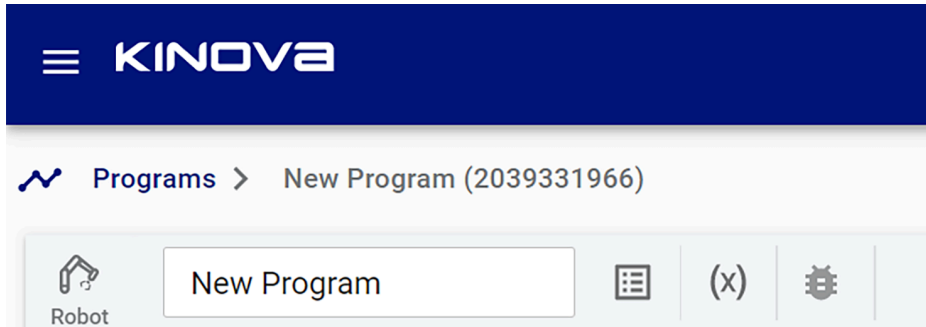 KINOVA
Programs > New Program (2039331966)
New Program
(x)
Robot